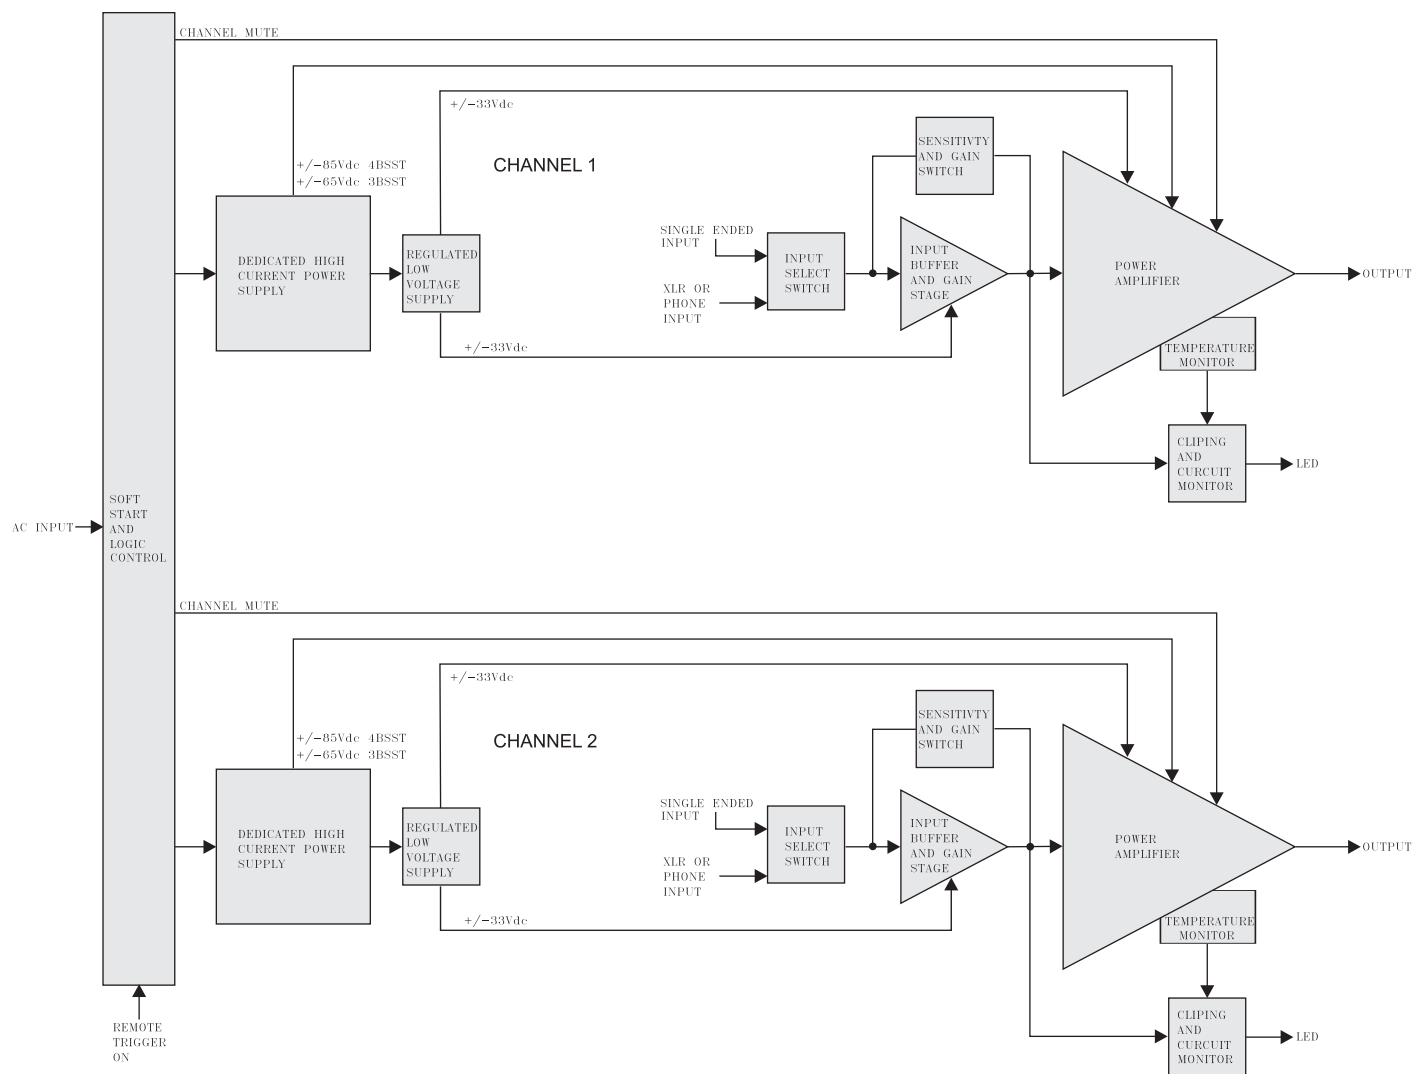 CHANNEL MUTE
+/-33Vdc
+/-85Vdc 4BSST
+/-65Vdc 3BSST
CHANNEL 1
SENSITIVTY
AND GAIN
SWITCH
DEDICATED HIGH
CURRENT POWER
SUPPLY
REGULATED
LOW
VOLTAGE
SUPPLY
SINGLE ENDED
INPUT
XLR OR
PHONE
INPUT
INPUT
SELECT
SWITCH
INPUT
BUFFER
AND GAIN
STAGE
POWER
AMPLIFIER
OUTPUT
+/-33Vdc
TEMPERATURE
MONITOR
CLIPING
AND
CURCUIT
MONITOR
LED
AC INPUT
SOFT
START
AND
LOGIC
CONTROL
CHANNEL MUTE
+/-33Vdc
+/-85Vdc 4BSST
+/-65Vdc 3BSST
CHANNEL 2
SENSITIVTY
AND GAIN
SWITCH
DEDICATED HIGH
CURRENT POWER
SUPPLY
REGULATED
LOW
VOLTAGE
SUPPLY
SINGLE ENDED
INPUT
XLR OR
PHONE
INPUT
INPUT
SELECT
SWITCH
INPUT
BUFFER
AND GAIN
STAGE
POWER
AMPLIFIER
OUTPUT
+/-33Vdc
TEMPERATURE
MONITOR
CLIPING
AND
CURCUIT
MONITOR
LED
REMOTE
TRIGGER
ON